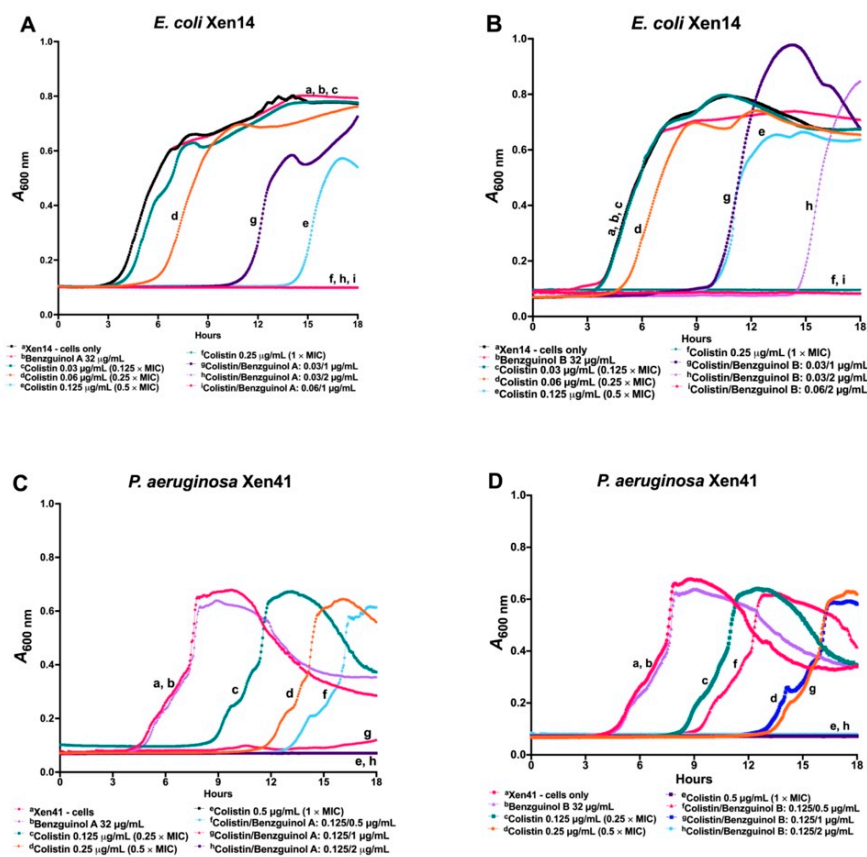 A
E. coli Xen14
1.0
0.8
0.6
0.4
0.2
0.0
A600 nm
a, b, c
d
g
e
f, h, i
0 3 6 9 12 15 18
Hours
aXen14 - cells only
bBenzguinol A 32 µg/mL
cColistin 0.03 µg/mL (0.125 × MIC)
dColistin 0.06 µg/mL (0.25 × MIC)
eColistin 0.125 µg/mL (0.5 × MIC)
fColistin 0.25 µg/mL (1 × MIC)
gColistin/Benzguinol A: 0.03/1 µg/mL
hColistin/Benzguinol A: 0.03/2 µg/mL
iColistin/Benzguinol A: 0.06/1 µg/mL
B
E. coli Xen14
1.0
0.8
0.6
0.4
0.2
0.0
A600 nm
a, b, c
d
e
g
h
f, i
0 3 6 9 12 15 18
Hours
aXen14 - cells only
bBenzguinol B 32 µg/mL
cColistin 0.03 µg/mL (0.125 × MIC)
dColistin 0.06 µg/mL (0.25 × MIC)
eColistin 0.125 µg/mL (0.5 × MIC)
fColistin 0.25 µg/mL (1 × MIC)
gColistin/Benzguinol B: 0.03/1 µg/mL
hColistin/Benzguinol B: 0.03/2 µg/mL
iColistin/Benzguinol B: 0.06/2 µg/mL
C
P. aeruginosa Xen41
1.0
0.8
0.6
0.4
0.2
0.0
A600 nm
a, b
c
d
f
g
e, h
0 3 6 9 12 15 18
Hours
aXen41 - cells
bBenzguinol A 32 µg/mL
cColistin 0.125 µg/mL (0.25 × MIC)
dColistin 0.25 µg/mL (0.5 × MIC)
eColistin 0.5 µg/mL (1 × MIC)
fColistin/Benzguinol A: 0.125/0.5 µg/mL
gColistin/Benzguinol A: 0.125/1 µg/mL
hColistin/Benzguinol A: 0.125/2 µg/mL
D
P. aeruginosa Xen41
1.0
0.8
0.6
0.4
0.2
0.0
A600 nm
a, b
c
f
d
g
e, h
0 3 6 9 12 15 18
Hours
aXen41 - cells only
bBenzguinol B 32 µg/mL
cColistin 0.125 µg/mL (0.25 × MIC)
dColistin 0.25 µg/mL (0.5 × MIC)
eColistin 0.5 µg/mL (1 × MIC)
fColistin/Benzguinol B: 0.125/0.5 µg/mL
gColistin/Benzguinol B: 0.125/1 µg/mL
hColistin/Benzguinol B: 0.125/2 µg/mL